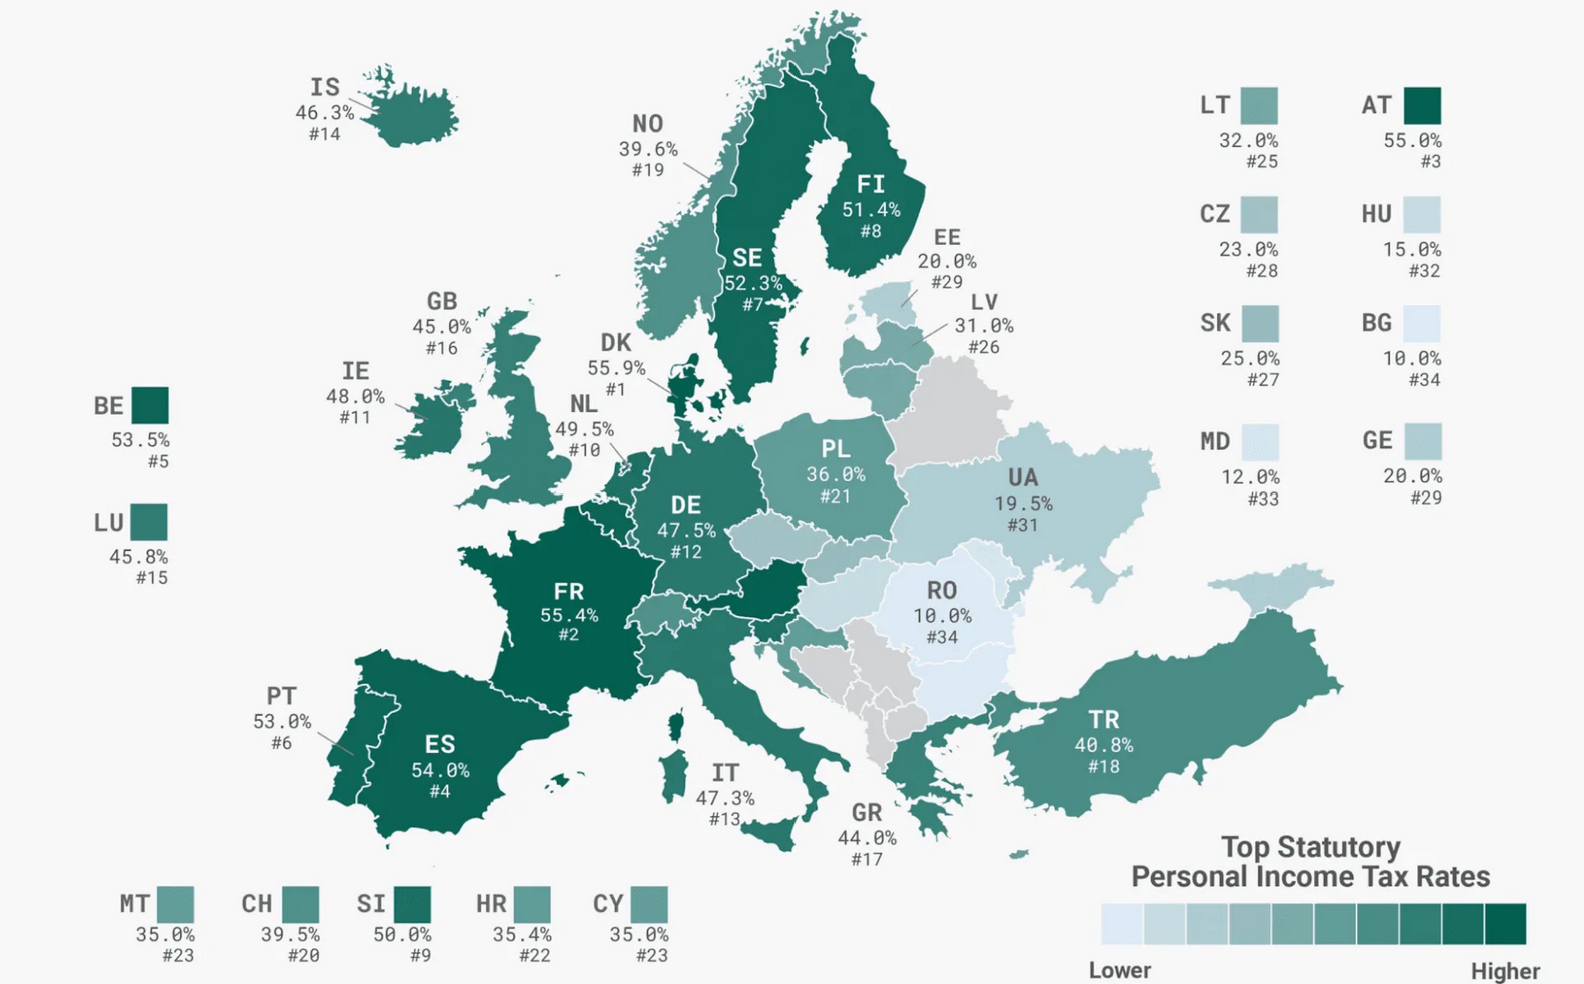 IS
46.3%
#14
NO
39.6%
#19
FI
51.4%
#8
SE
52.3%
#7
EE
20.0%
#29
LV
31.0%
#26
GB
45.0%
#16
DK
55.9%
#1
IE
48.0%
#11
NL
49.5%
#10
BE
53.5%
#5
LU
45.8%
#15
PL
36.0%
#21
DE
47.5%
#12
UA
19.5%
#31
FR
55.4%
#2
RO
10.0%
#34
PT
53.0%
#6
ES
54.0%
#4
IT
47.3%
#13
GR
44.0%
#17
TR
40.8%
#18
LT
32.0%
#25
AT
55.0%
#3
CZ
23.0%
#28
HU
15.0%
#32
SK
25.0%
#27
BG
10.0%
#34
MD
12.0%
#33
GE
20.0%
#29
MT
35.0%
#23
CH
39.5%
#20
SI
50.0%
#9
HR
35.4%
#22
CY
35.0%
#23
Top Statutory
Personal Income Tax Rates
Lower
Higher